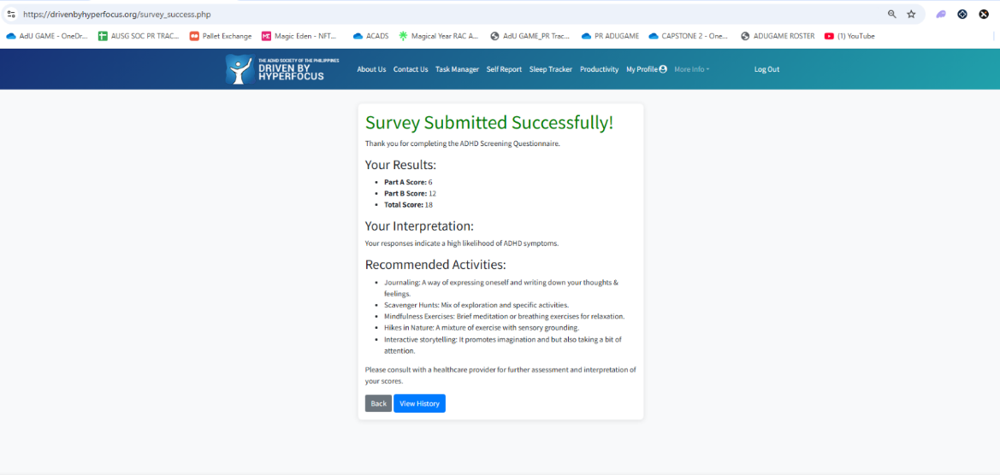 https://drivenbyhyperfocus.org/survey_success.php
AdU GAME - OneDr... AUSG SOC PR TRAC... Pallet Exchange Magic Eden - NFT... ACADS Magical Year RAC A... AdU GAME_PR Trac... PR ADUGAME CAPSTONE 2 - One... ADUGAME ROSTER (1) YouTube
THE ADHD SOCIETY OF THE PHILIPPINES
DRIVEN BY
HYPERFOCUS
About Us Contact Us Task Manager Self Report Sleep Tracker Productivity My Profile More Info Log Out
Survey Submitted Successfully!
Thank you for completing the ADHD Screening Questionnaire.
Your Results:
• Part A Score: 6
• Part B Score: 12
• Total Score: 18
Your Interpretation:
Your responses indicate a high likelihood of ADHD symptoms.
Recommended Activities:
• Journaling: A way of expressing oneself and writing down your thoughts &
feelings.
• Scavenger Hunts: Mix of exploration and specific activities.
• Mindfulness Exercises: Brief meditation or breathing exercises for relaxation.
• Hikes in Nature: A mixture of exercise with sensory grounding.
• Interactive storytelling: It promotes imagination and but also taking a bit of
attention.
Please consult with a healthcare provider for further assessment and interpretation of
your scores.
Back View History